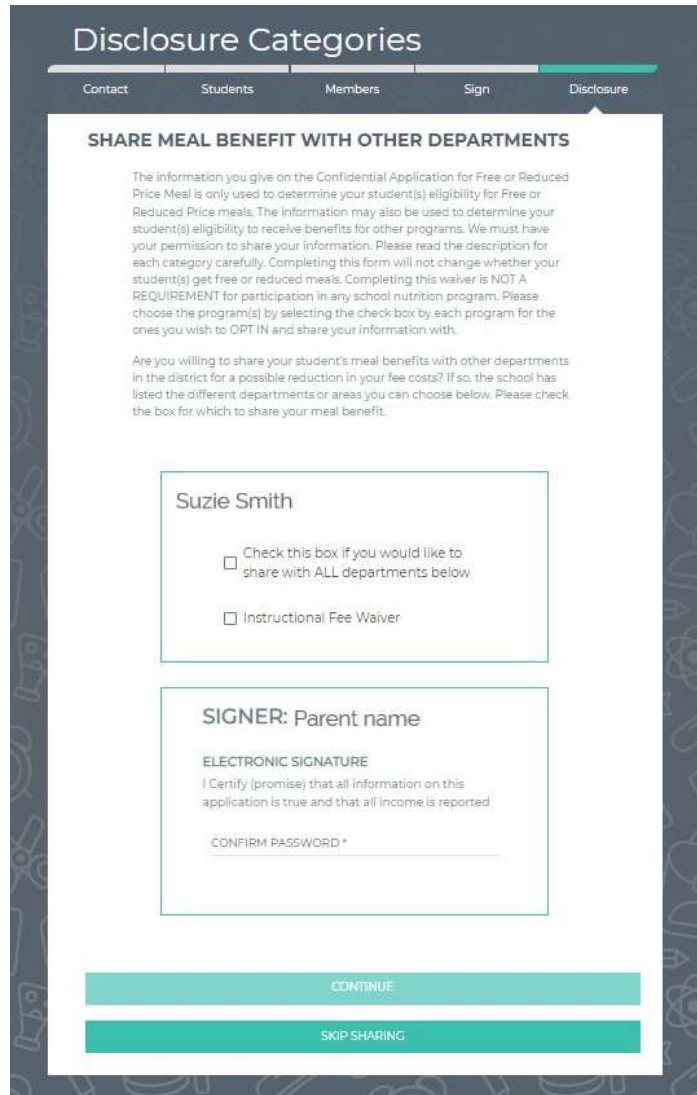 Disclosure Categories
Contact Students Members Sign Disclosure
SHARE MEAL BENEFIT WITH OTHER DEPARTMENTS
The information you give on the Confidential Application for Free or Reduced
Price Meal is only used to determine your student(s) eligibility for Free or
Reduced Price meals. The information may also be used to determine your
student(s) eligibility to receive benefits for other programs. We must have
your permission to share your information. Please read the description for
each category carefully. Completing this form will not change whether your
student(s) get free or reduced meals. Completing this waiver is NOT A
REQUIREMENT for participation in any school nutrition program. Please
choose the program(s) by selecting the check box by each program for the
ones you wish to OPT IN and share your information with.
Are you willing to share your student's meal benefits with other departments
in the district for a possible reduction in your fee costs? If so, the school has
listed the different departments or areas you can choose below. Please check
the box for which to share your meal benefit.
Suzie Smith
Check this box if you would like to
share with ALL departments below
Instructional Fee Waiver
SIGNER: Parent name
ELECTRONIC SIGNATURE
I Certify (promise) that all information on this
application is true and that all income is reported
CONFIRM PASSWORD *
CONTINUE
SKIP SHARING